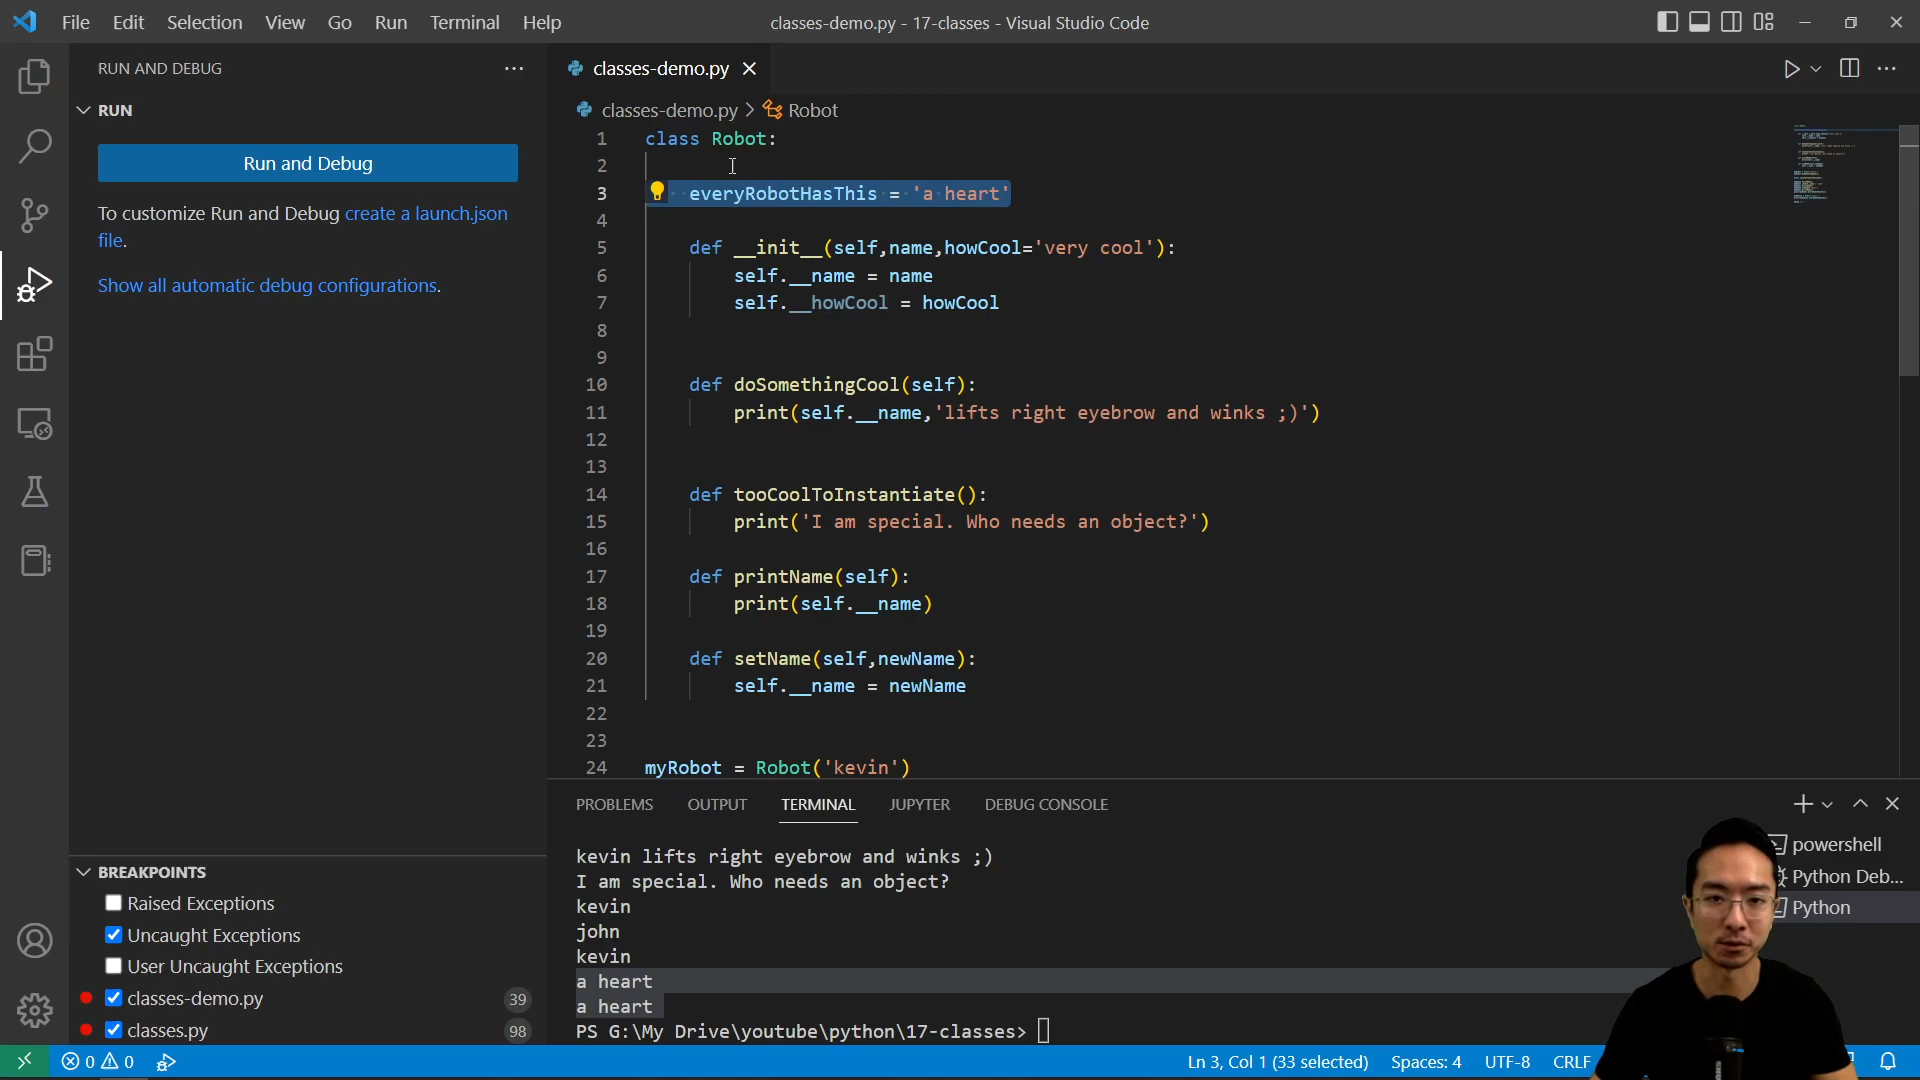 File Edit Selection View Go Run Terminal Help
classes-demo.py - 17-classes - Visual Studio Code
RUN AND DEBUG
RUN
Run and Debug
To customize Run and Debug create a launch.json
file.
Show all automatic debug configurations.
BREAKPOINTS
Raised Exceptions
Uncaught Exceptions
User Uncaught Exceptions
classes-demo.py 39
classes.py 98
classes-demo.py
classes-demo.py > Robot
1 class Robot:
2
3 everyRobotHasThis = 'a heart'
4
5 def __init__(self,name,howCool='very cool'):
6 self.__name = name
7 self.__howCool = howCool
8
9
10 def doSomethingCool(self):
11 print(self.__name,'lifts right eyebrow and winks ;)')
12
13
14 def tooCoolToInstantiate():
15 print('I am special. Who needs an object?')
16
17 def printName(self):
18 print(self.__name)
19
20 def setName(self,newName):
21 self.__name = newName
22
23
24 myRobot = Robot('kevin')
PROBLEMS OUTPUT TERMINAL JUPYTER DEBUG CONSOLE
kevin lifts right eyebrow and winks ;)
I am special. Who needs an object?
kevin
john
kevin
a heart
a heart
PS G:\My Drive\youtube\python\17-classes>
powershell
Python Deb...
Python
0 0
Ln 3, Col 1 (33 selected) Spaces: 4 UTF-8 CRLF